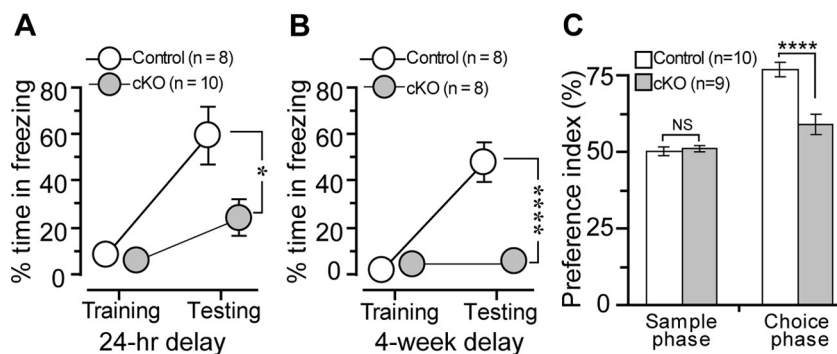 A
Control (n = 8)
cKO (n = 10)
% time in freezing
80
60
40
20
0
*
Training Testing
24-hr delay
B
Control (n = 8)
cKO (n = 8)
% time in freezing
80
60
40
20
0
****
Training Testing
4-week delay
C
Control (n=10)
cKO (n=9)
Preference index (%)
75
50
25
0
NS
****
Sample phase
Choice phase